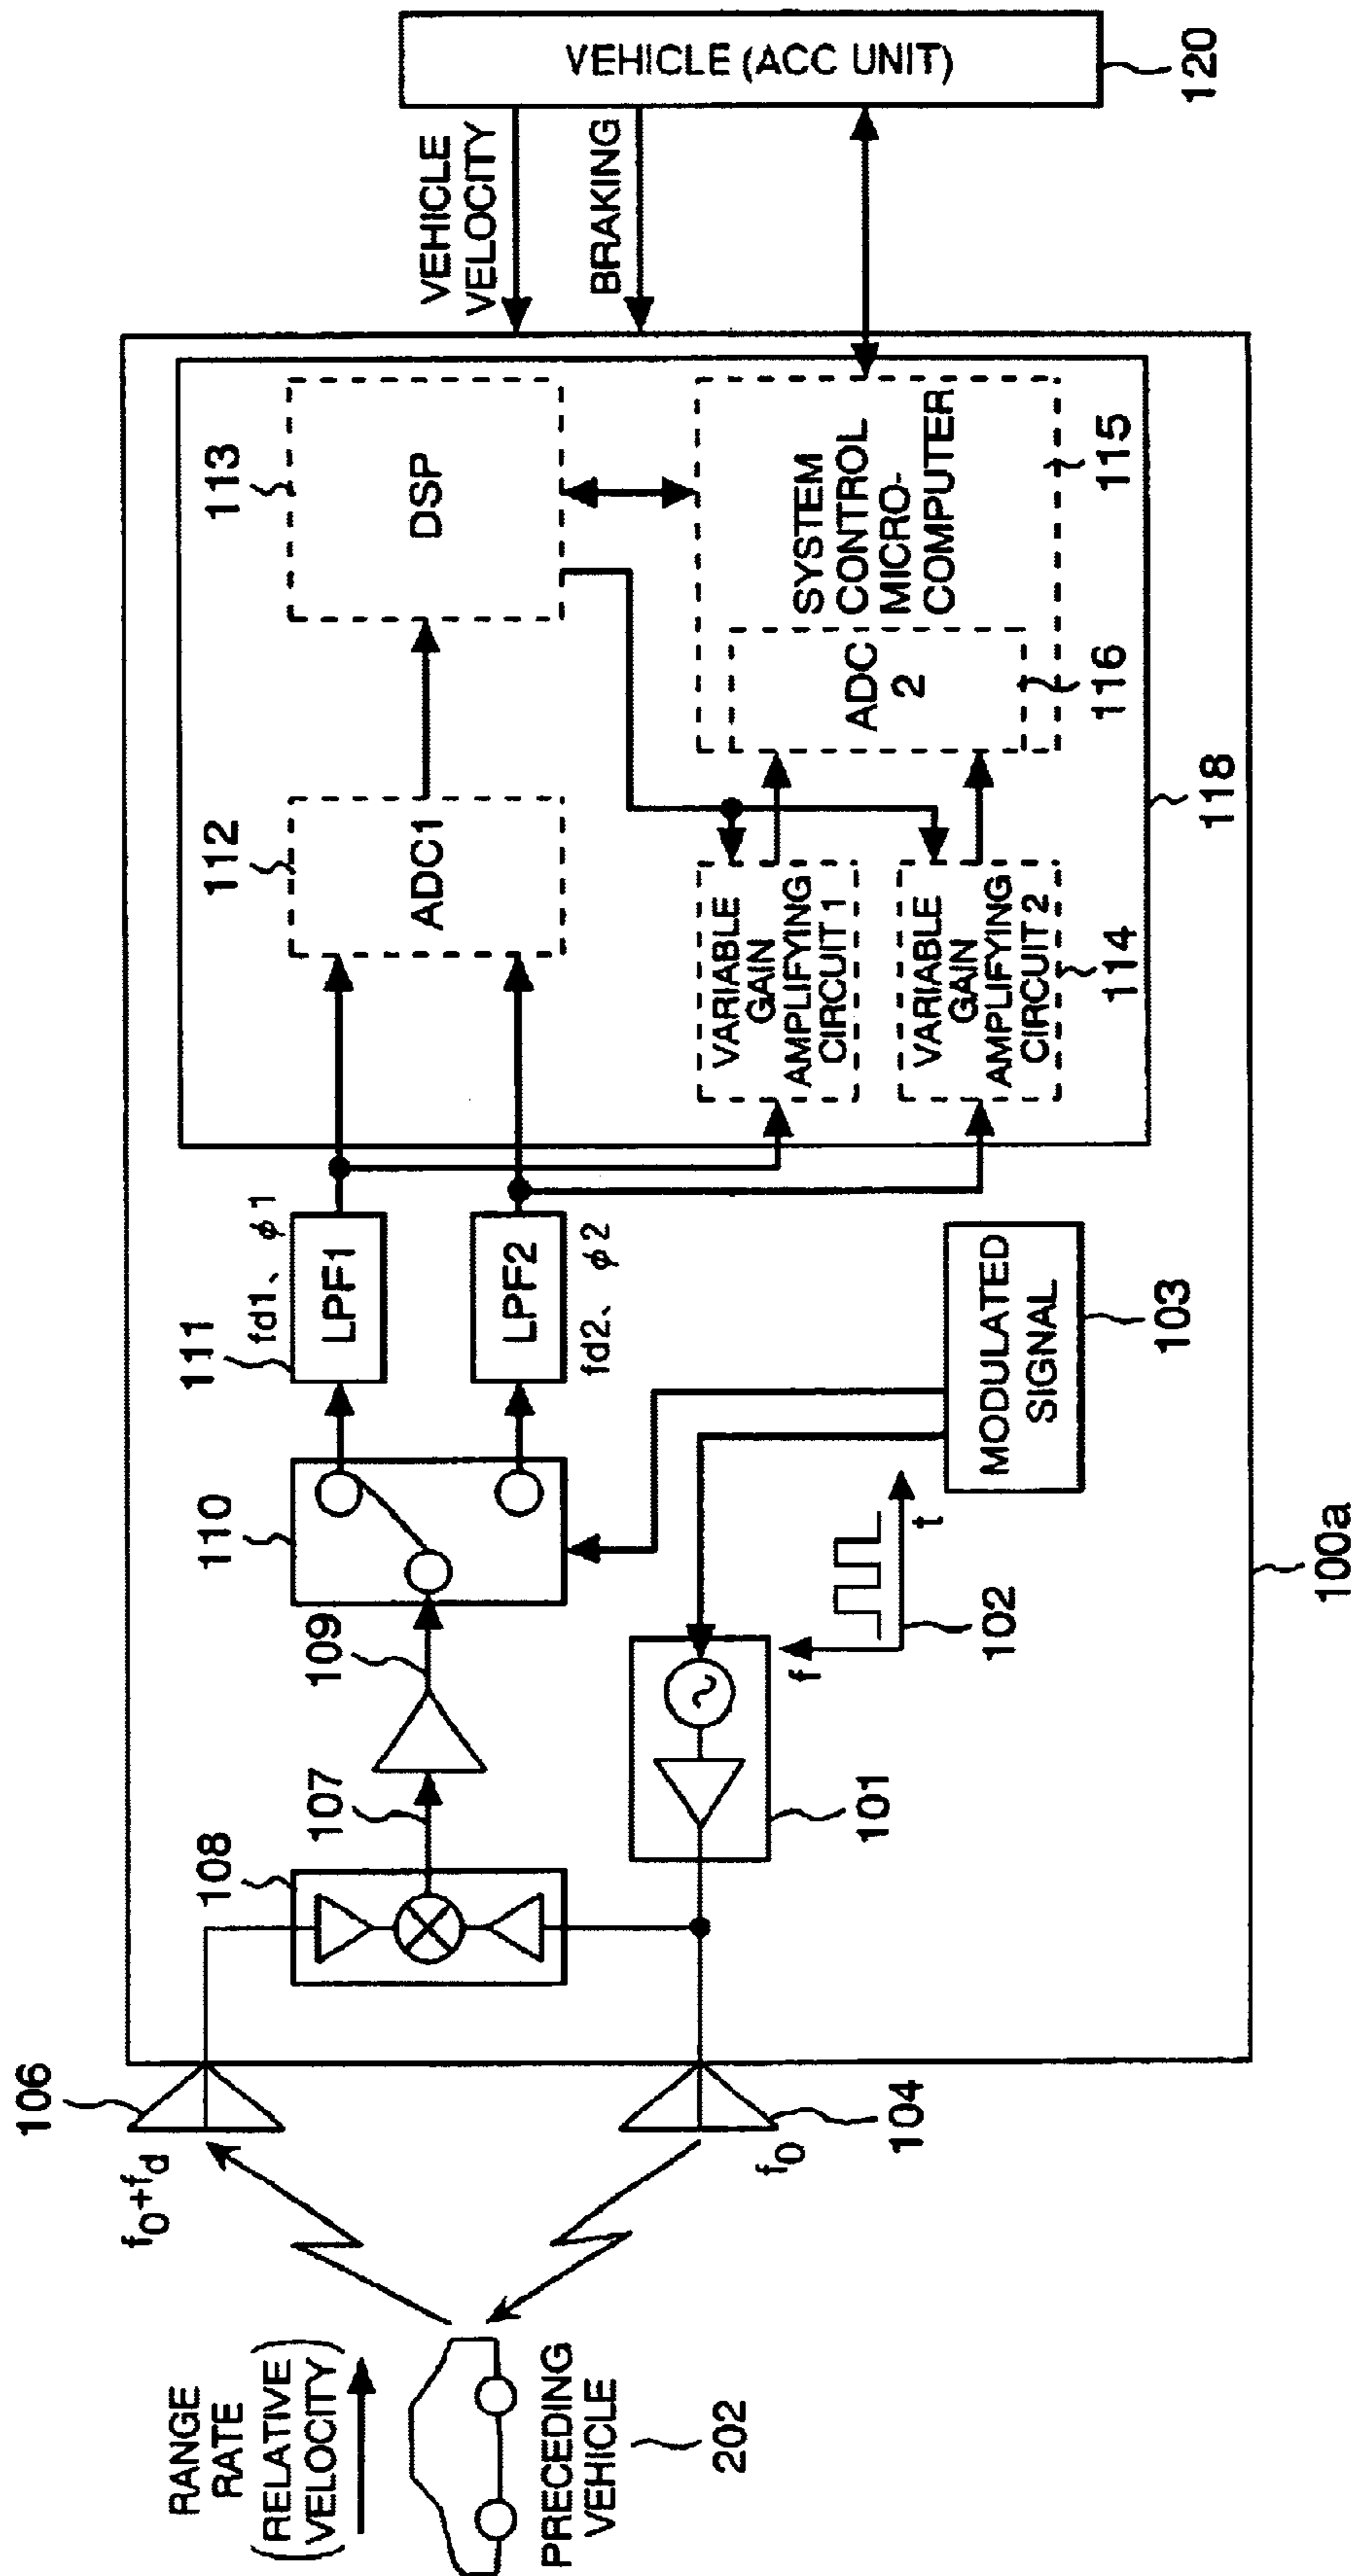 RANGE
RATE
(RELATIVE
VELOCITY)
PRECEDING
VEHICLE
202
f0+fd
106
f0
104
108
107
109
101
f
t
102
110
111
fd1、φ1
LPF1
LPF2
fd2、φ2
MODULATED
SIGNAL
103
112
ADC1
113
DSP
VARIABLE
GAIN
AMPLIFYING
CIRCUIT 1
VARIABLE
GAIN
AMPLIFYING
CIRCUIT 2
114
ADC
2
116
SYSTEM
CONTROL
MICRO-
COMPUTER
115
118
100a
VEHICLE
VELOCITY
BRAKING
VEHICLE (ACC UNIT)
120